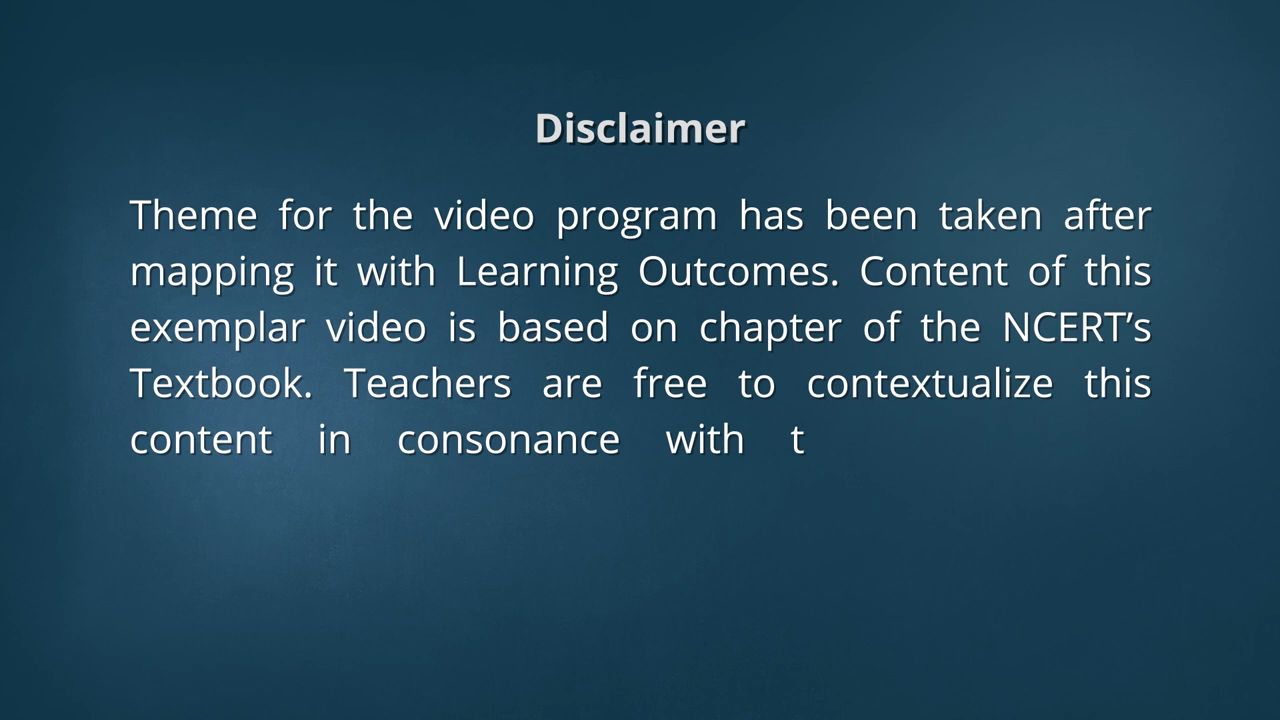 Disclaimer
Theme for the video program has been taken after
mapping it with Learning Outcomes. Content of this
exemplar video is based on chapter of the NCERT’s
Textbook. Teachers are free to contextualize this
content in consonance with t